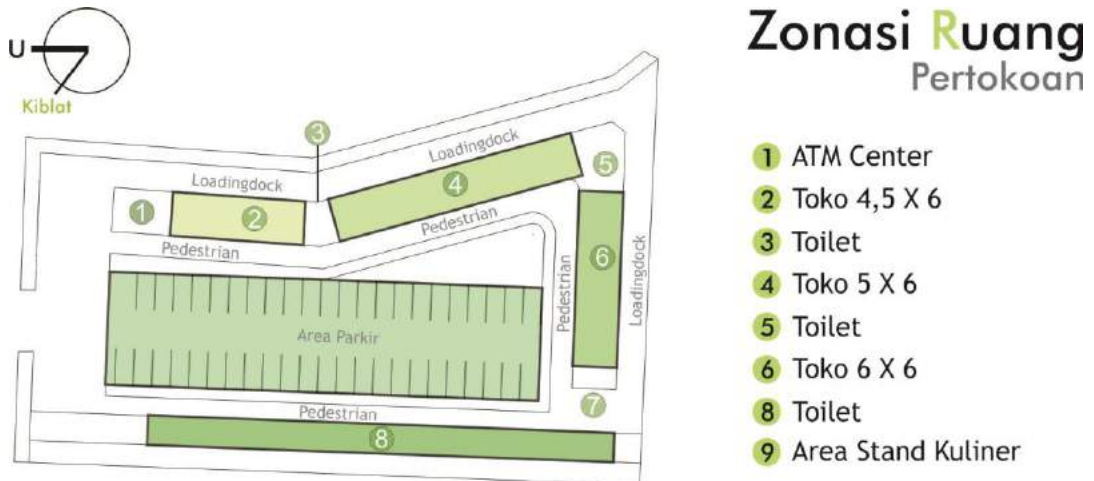 U
Kiblat
Zonasi Ruang
Pertokoan
3
Loadingdock
Loadingdock
5
4
1
2
Pedestrian
Pedestrian
6
Pedestrian
Loadingdock
Area Parkir
7
Pedestrian
8
1 ATM Center
2 Toko 4,5 X 6
3 Toilet
4 Toko 5 X 6
5 Toilet
6 Toko 6 X 6
8 Toilet
9 Area Stand Kuliner